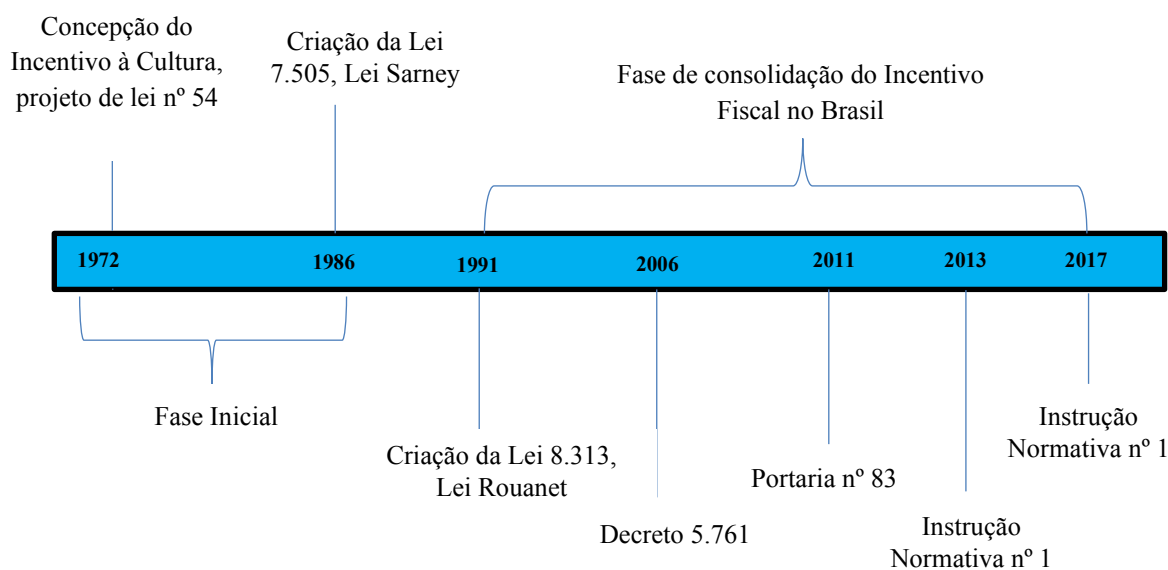 Concepção do
Incentivo à Cultura,
projeto de lei nº 54
Criação da Lei
7.505, Lei Sarney
Fase de consolidação do Incentivo
Fiscal no Brasil
1972
1986
1991
2006
2011
2013
2017
Fase Inicial
Criação da Lei 8.313,
Lei Rouanet
Decreto 5.761
Portaria nº 83
Instrução
Normativa nº 1
Instrução
Normativa nº 1